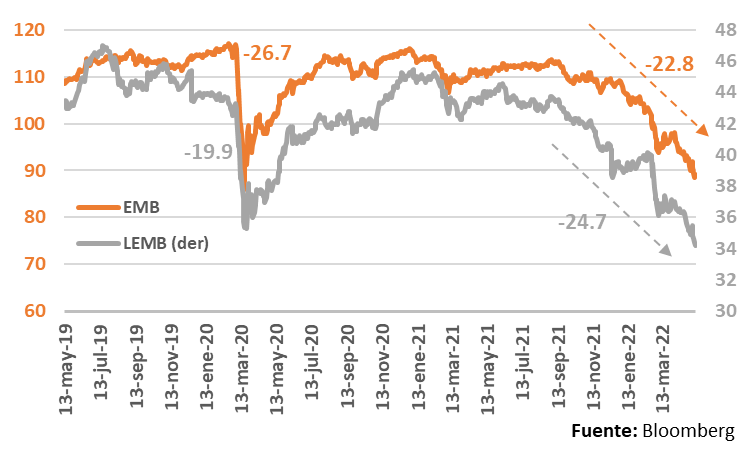 120
110
100
90
80
70
60
48
46
44
42
40
38
36
34
32
30
-26.7
-22.8
-19.9
-24.7
EMB
LEMB (der)
13-may-19
13-jul-19
13-sep-19
13-nov-19
13-ene-20
13-mar-20
13-may-20
13-jul-20
13-sep-20
13-nov-20
13-ene-21
13-mar-21
13-may-21
13-jul-21
13-sep-21
13-nov-21
13-ene-22
13-mar-22
Fuente: Bloomberg